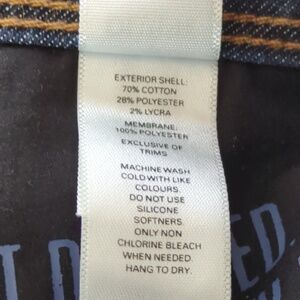 EXTERIOR SHELL:
70% COTTON
28% POLYESTER
2% LYCRA
MEMBRANE:
100% POLYESTER
EXCLUSIVE OF
TRIMS
MACHINE WASH
COLD WITH LIKE
COLOURS.
DO NOT USE
SILICONE
SOFTNERS.
ONLY NON
CHLORINE BLEACH
WHEN NEEDED.
HANG TO DRY.